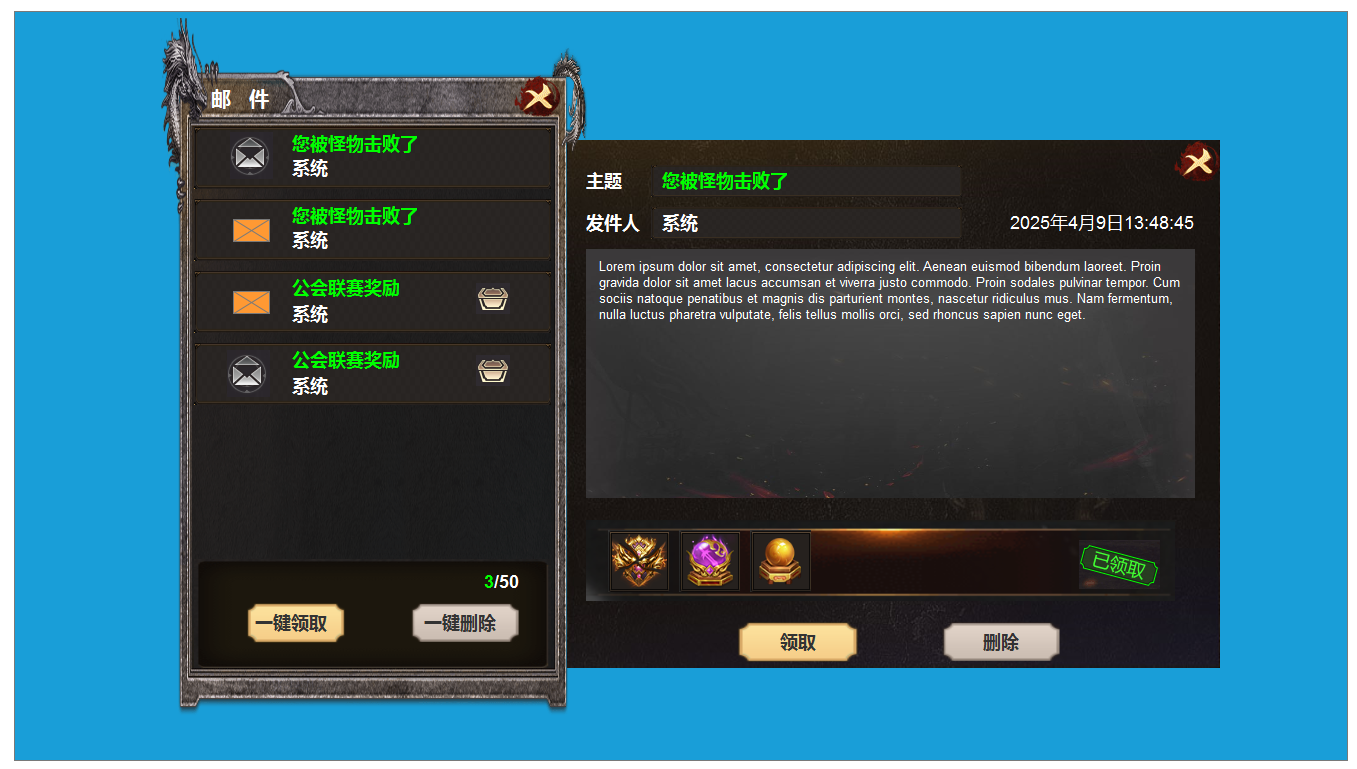 邮 件
您被怪物击败了
系统
您被怪物击败了
系统
公会联赛奖励
系统
公会联赛奖励
系统
3/50
一键领取
一键删除
主题
您被怪物击败了
发件人
系统
2025年4月9日13:48:45
Lorem ipsum dolor sit amet, consectetur adipiscing elit. Aenean euismod bibendum laoreet. Proin
gravida dolor sit amet lacus accumsan et viverra justo commodo. Proin sodales pulvinar tempor. Cum
sociis natoque penatibus et magnis dis parturient montes, nascetur ridiculus mus. Nam fermentum,
nulla luctus pharetra vulputate, felis tellus mollis orci, sed rhoncus sapien nunc eget.
已领取
领取
删除